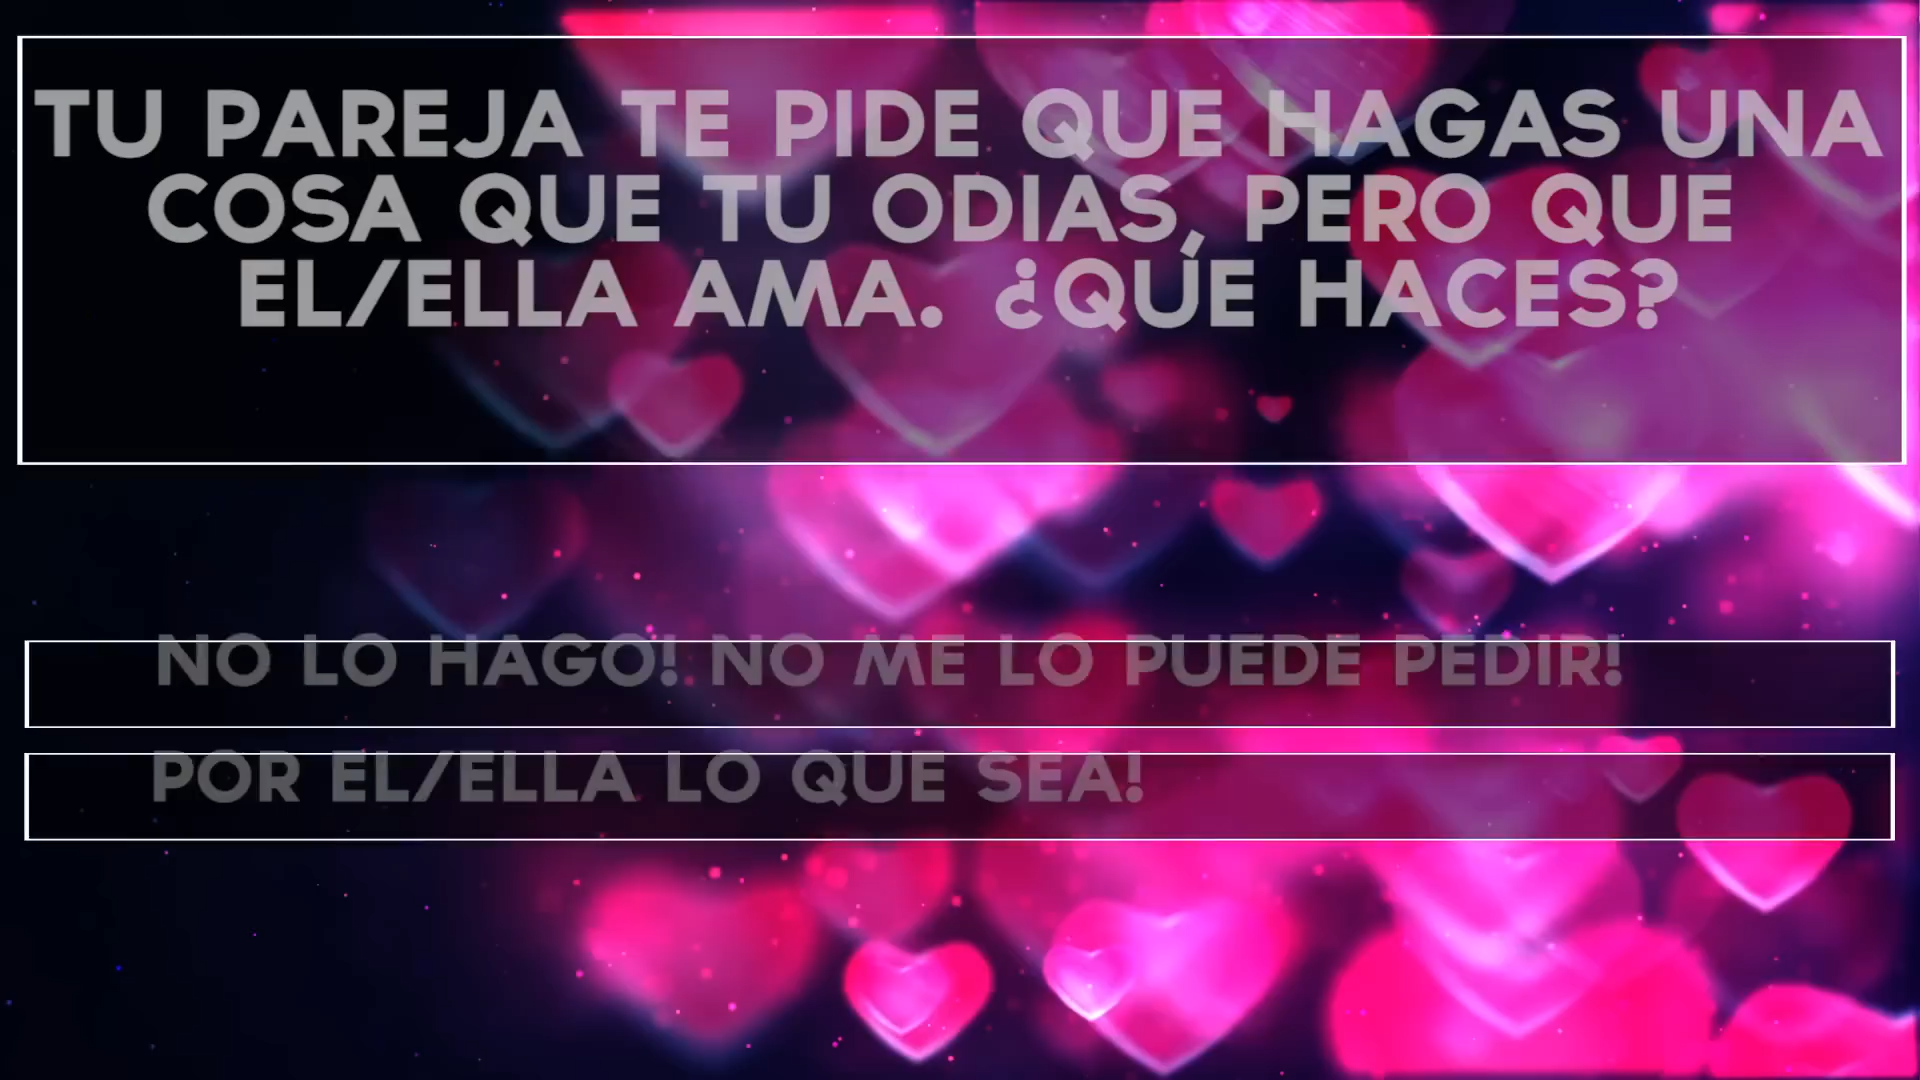 TU PAREJA TE PIDE QUE HAGAS UNA
COSA QUE TU ODIAS, PERO QUE
EL/ELLA AMA. ¿QUÉ HACES?
NO LO HAGO! NO ME LO PUEDE PEDIR!
POR EL/ELLA LO QUE SEA!